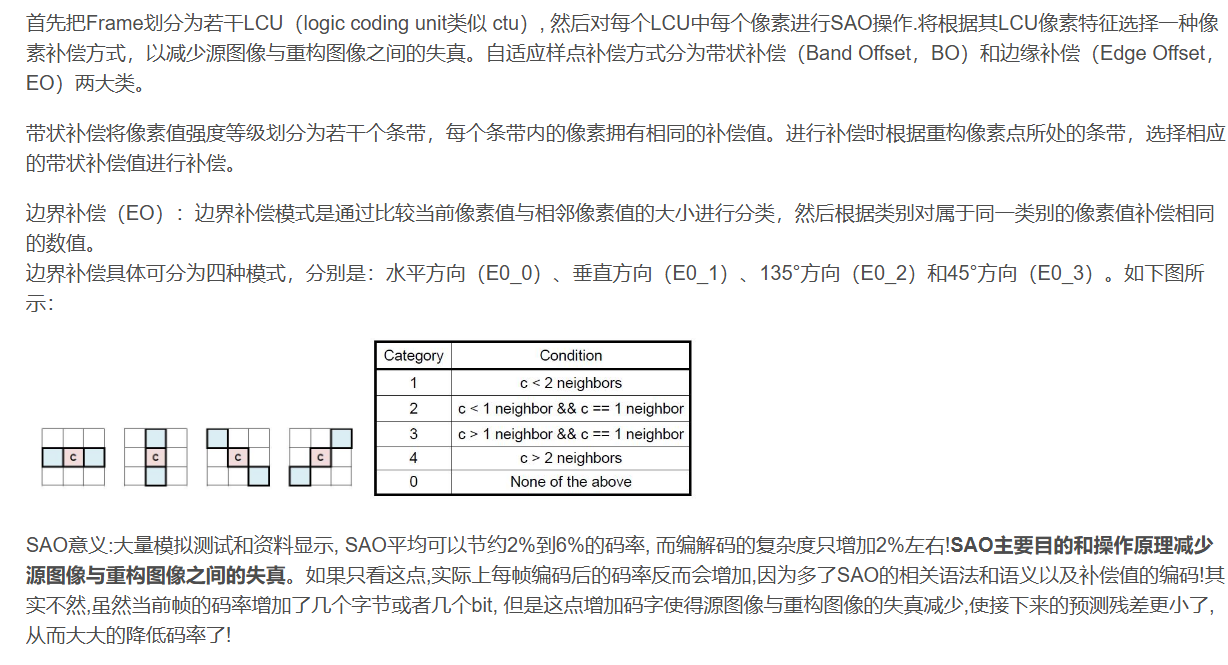 首先把Frame划分为若干LCU（logic coding unit类似 ctu）, 然后对每个LCU中每个像素进行SAO操作.将根据其LCU像素特征选择一种像
素补偿方式，以减少源图像与重构图像之间的失真。自适应样点补偿方式分为带状补偿（Band Offset，BO）和边缘补偿（Edge Offset，
EO）两大类。
带状补偿将像素值强度等级划分为若干个条带，每个条带内的像素拥有相同的补偿值。进行补偿时根据重构像素点所处的条带，选择相应
的带状补偿值进行补偿。
边界补偿（EO）：边界补偿模式是通过比较当前像素值与相邻像素值的大小进行分类，然后根据类别对属于同一类别的像素值补偿相同
的数值。
边界补偿具体可分为四种模式，分别是：水平方向（E0_0）、垂直方向（E0_1）、135°方向（E0_2）和45°方向（E0_3）。如下图所
示：
c c c c
Category Condition
1 c < 2 neighbors
2 c < 1 neighbor && c == 1 neighbor
3 c > 1 neighbor && c == 1 neighbor
4 c > 2 neighbors
0 None of the above
SAO意义:大量模拟测试和资料显示, SAO平均可以节约2%到6%的码率, 而编解码的复杂度只增加2%左右!SAO主要目的和操作原理减少
源图像与重构图像之间的失真。如果只看这点,实际上每帧编码后的码率反而会增加,因为多了SAO的相关语法和语义以及补偿值的编码!其
实不然,虽然当前帧的码率增加了几个字节或者几个bit, 但是这点增加码字使得源图像与重构图像的失真减少,使接下来的预测残差更小了,
从而大大的降低码率了!